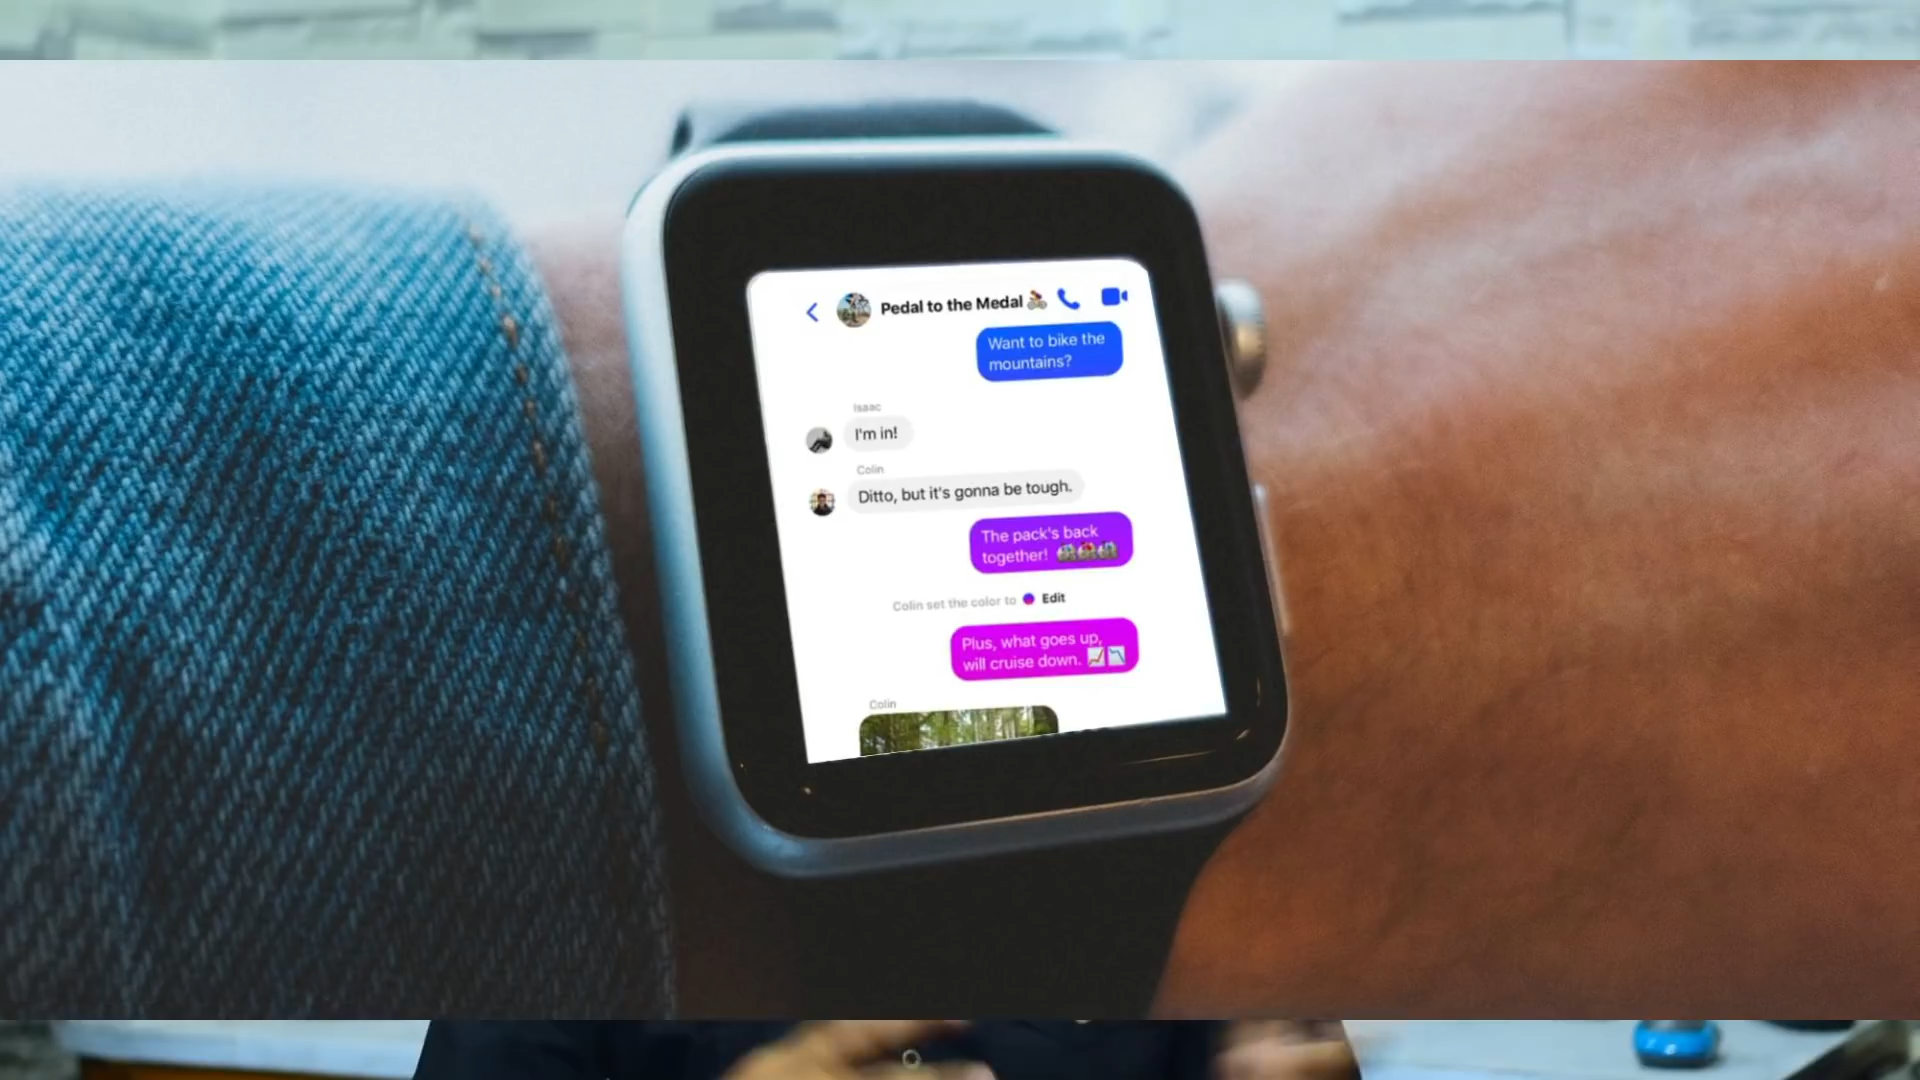 Pedal to the Medal 🚴
Want to bike the
mountains?
Isaac
I'm in!
Colin
Ditto, but it's gonna be tough.
The pack's back
together! 🚵🚵🚵
Colin set the color to Edit
Plus, what goes up,
will cruise down. 📈📉
Colin